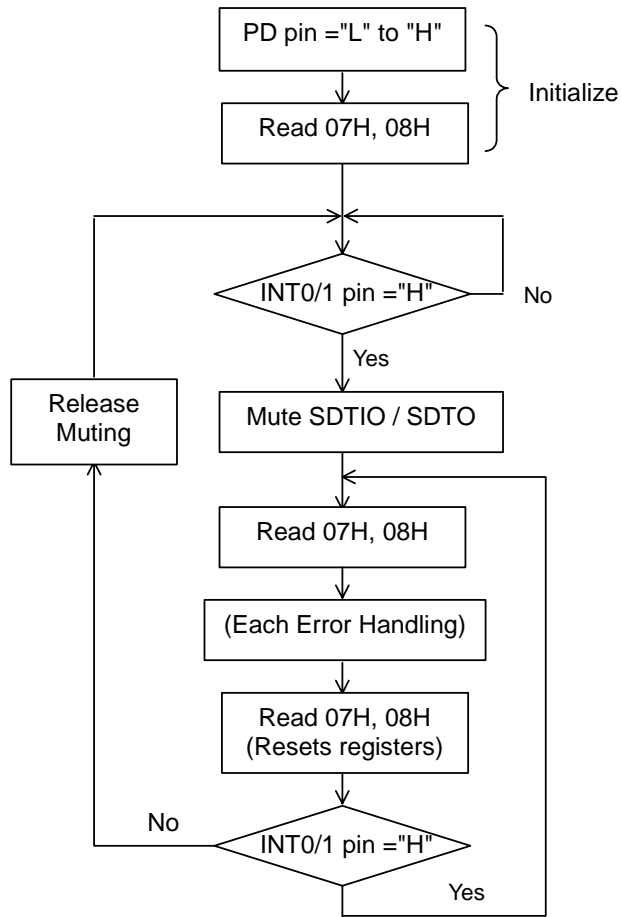 PD pin ="L" to "H"
Initialize
Read 07H, 08H
INT0/1 pin ="H"
No
Yes
Release
Muting
Mute SDTIO / SDTO
Read 07H, 08H
(Each Error Handling)
Read 07H, 08H
(Resets registers)
No
INT0/1 pin ="H"
Yes